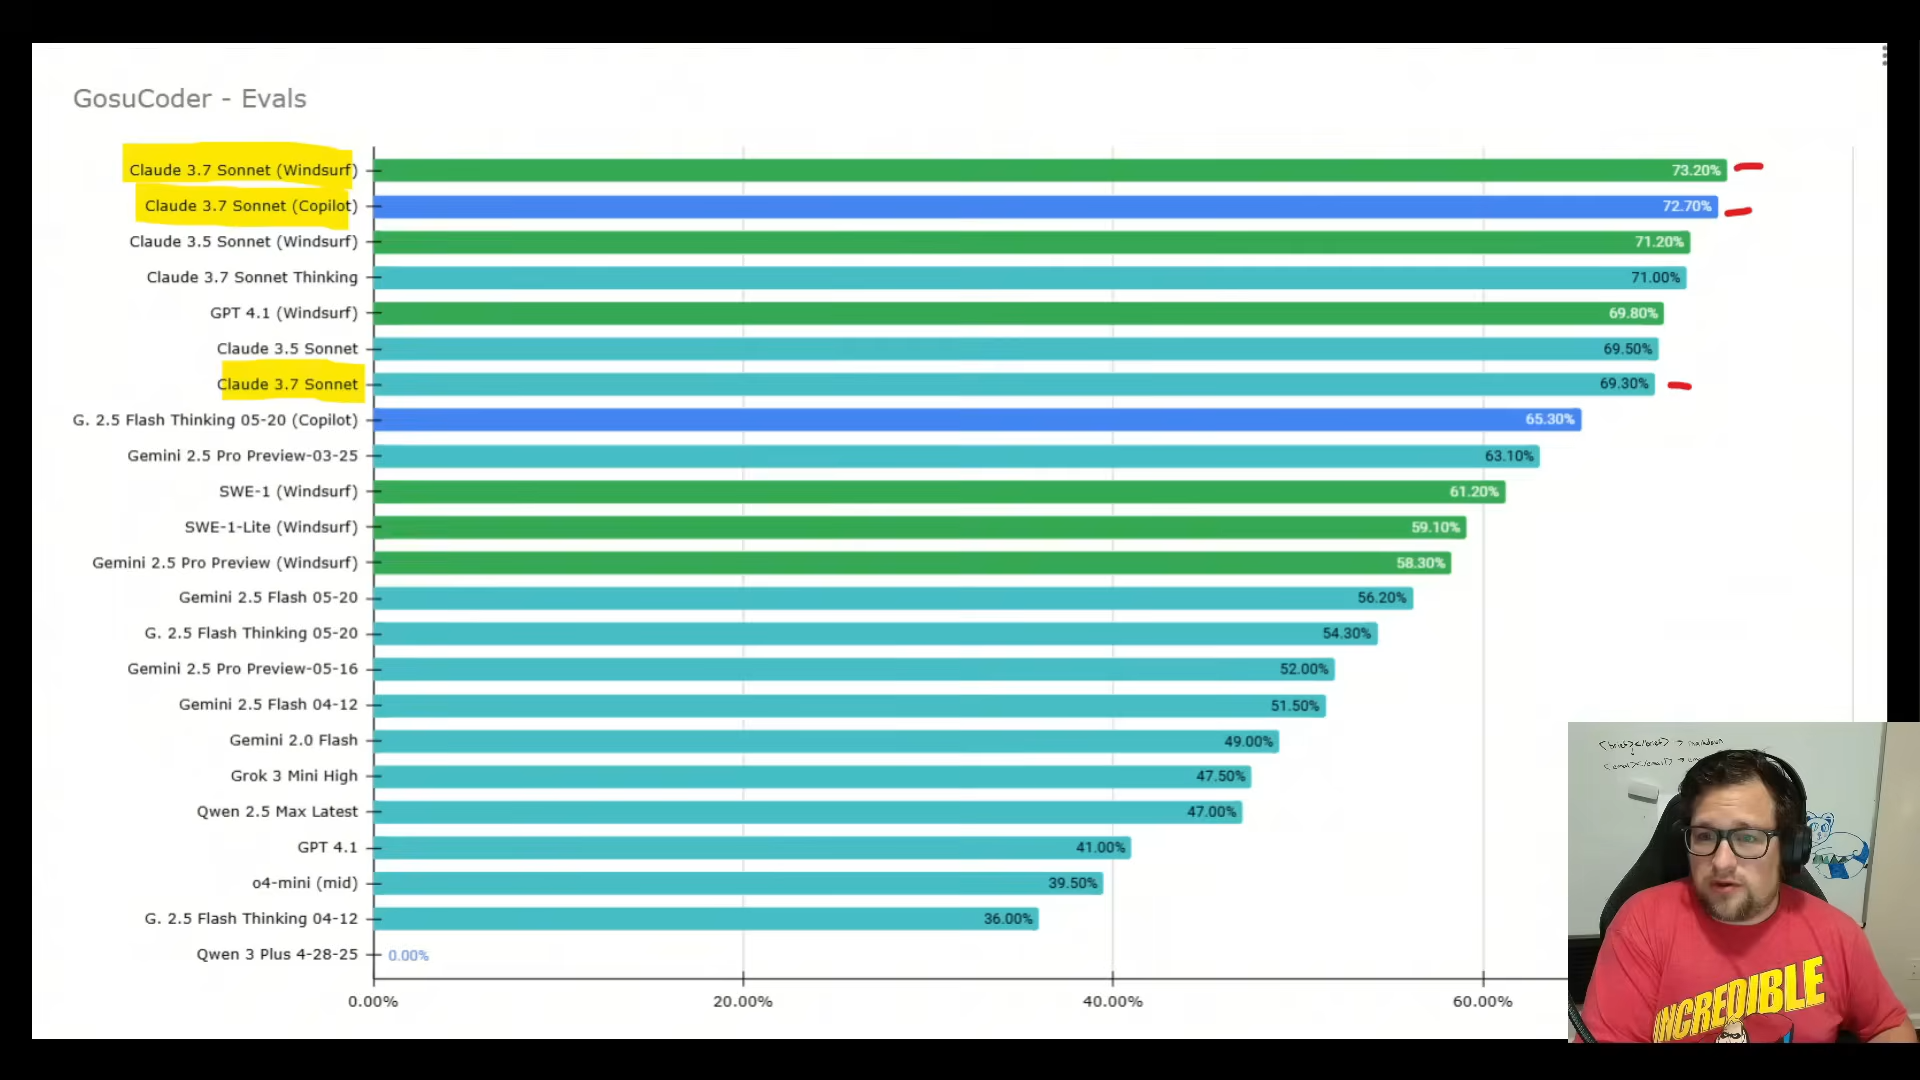 GosuCoder - Evals
Claude 3.7 Sonnet (Windsurf) 73.20%
Claude 3.7 Sonnet (Copilot) 72.70%
Claude 3.5 Sonnet (Windsurf) 71.20%
Claude 3.7 Sonnet Thinking 71.00%
GPT 4.1 (Windsurf) 69.80%
Claude 3.5 Sonnet 69.50%
Claude 3.7 Sonnet 69.30%
G. 2.5 Flash Thinking 05-20 (Copilot) 65.30%
Gemini 2.5 Pro Preview-03-25 63.10%
SWE-1 (Windsurf) 61.20%
SWE-1-Lite (Windsurf) 59.10%
Gemini 2.5 Pro Preview (Windsurf) 58.30%
Gemini 2.5 Flash 05-20 56.20%
G. 2.5 Flash Thinking 05-20 54.30%
Gemini 2.5 Pro Preview-05-16 52.00%
Gemini 2.5 Flash 04-12 51.50%
Gemini 2.0 Flash 49.00%
Grok 3 Mini High 47.50%
Qwen 2.5 Max Latest 47.00%
GPT 4.1 41.00%
o4-mini (mid) 39.50%
G. 2.5 Flash Thinking 04-12 36.00%
Qwen 3 Plus 4-28-25 0.00%
0.00% 20.00% 40.00% 60.00%
<brief></brief> → markdown
INCREDIBLE